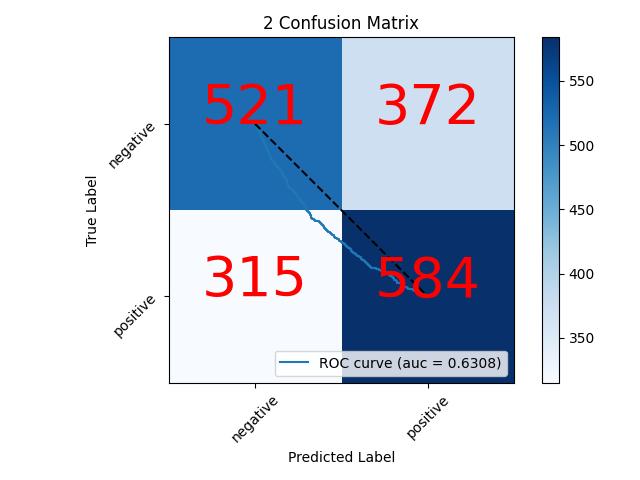 2 Confusion Matrix
True Label
negative
521
372
positive
315
584
ROC curve (auc = 0.6308)
negative
positive
Predicted Label
550
500
450
400
350